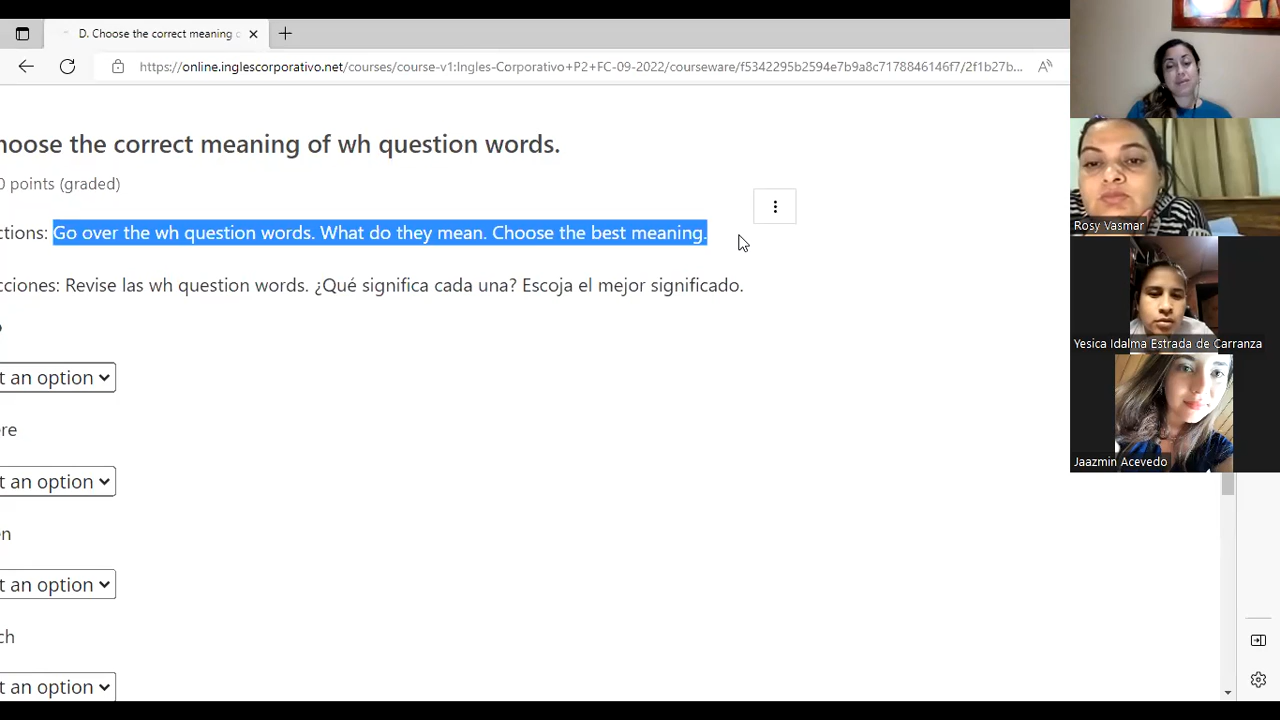 D. Choose the correct meaning
https://online.inglescorporativo.net/courses/course-v1:Ingles-Corporativo+P2+FC-09-2022/courseware/f5342295b2594e7b9a8c7178846146f7/2f1b27b...
hoose the correct meaning of wh question words.
0 points (graded)
ctions: Go over the wh question words. What do they mean. Choose the best meaning.
cciones: Revise las wh question words. ¿Qué significa cada una? Escoja el mejor significado.
o
t an option
ere
t an option
en
t an option
ch
t an option
Rosy Vasmar
Yesica Idalma Estrada de Carranza
Jaazmin Acevedo